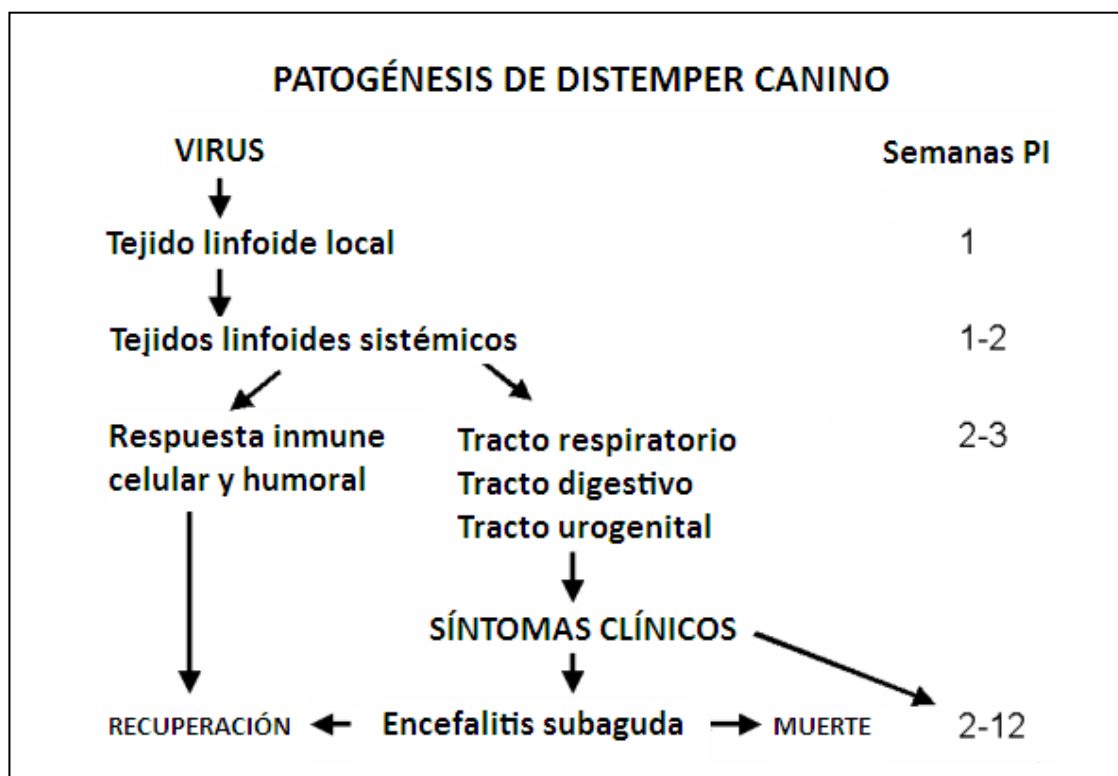 PATOGÉNESIS DE DISTEMPER CANINO
VIRUS
Semanas PI
Tejido linfoide local
1
Tejidos linfoides sistémicos
1-2
Respuesta inmune
celular y humoral
Tracto respiratorio
Tracto digestivo
Tracto urogenital
2-3
SÍNTOMAS CLÍNICOS
RECUPERACIÓN
Encefalitis subaguda
MUERTE
2-12